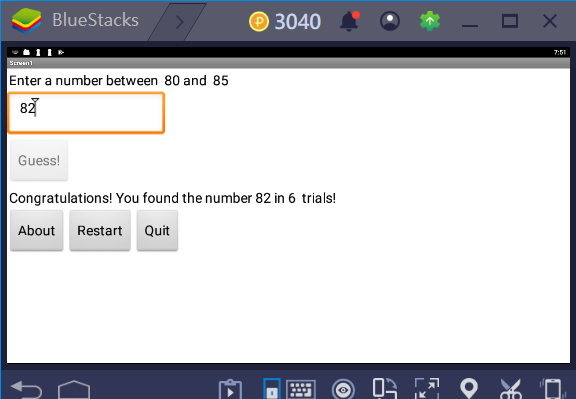 BlueStacks
3040
7:51
Screen1
Enter a number between 80 and 85
82
Guess!
Congratulations! You found the number 82 in 6 trials!
About Restart Quit